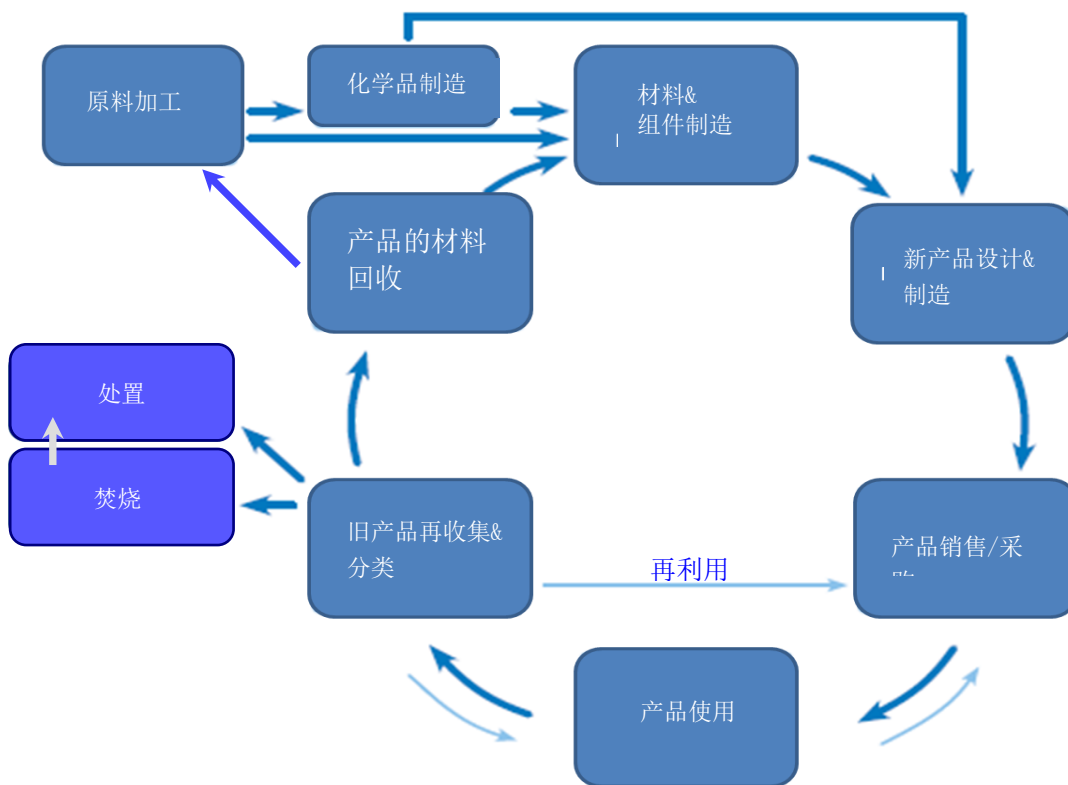 原料加工
化学品制造
材料&
组件制造
产品的材料
回收
新产品设计&
制造
处置
焚烧
旧产品再收集&
分类
再利用
产品销售/采
产品使用